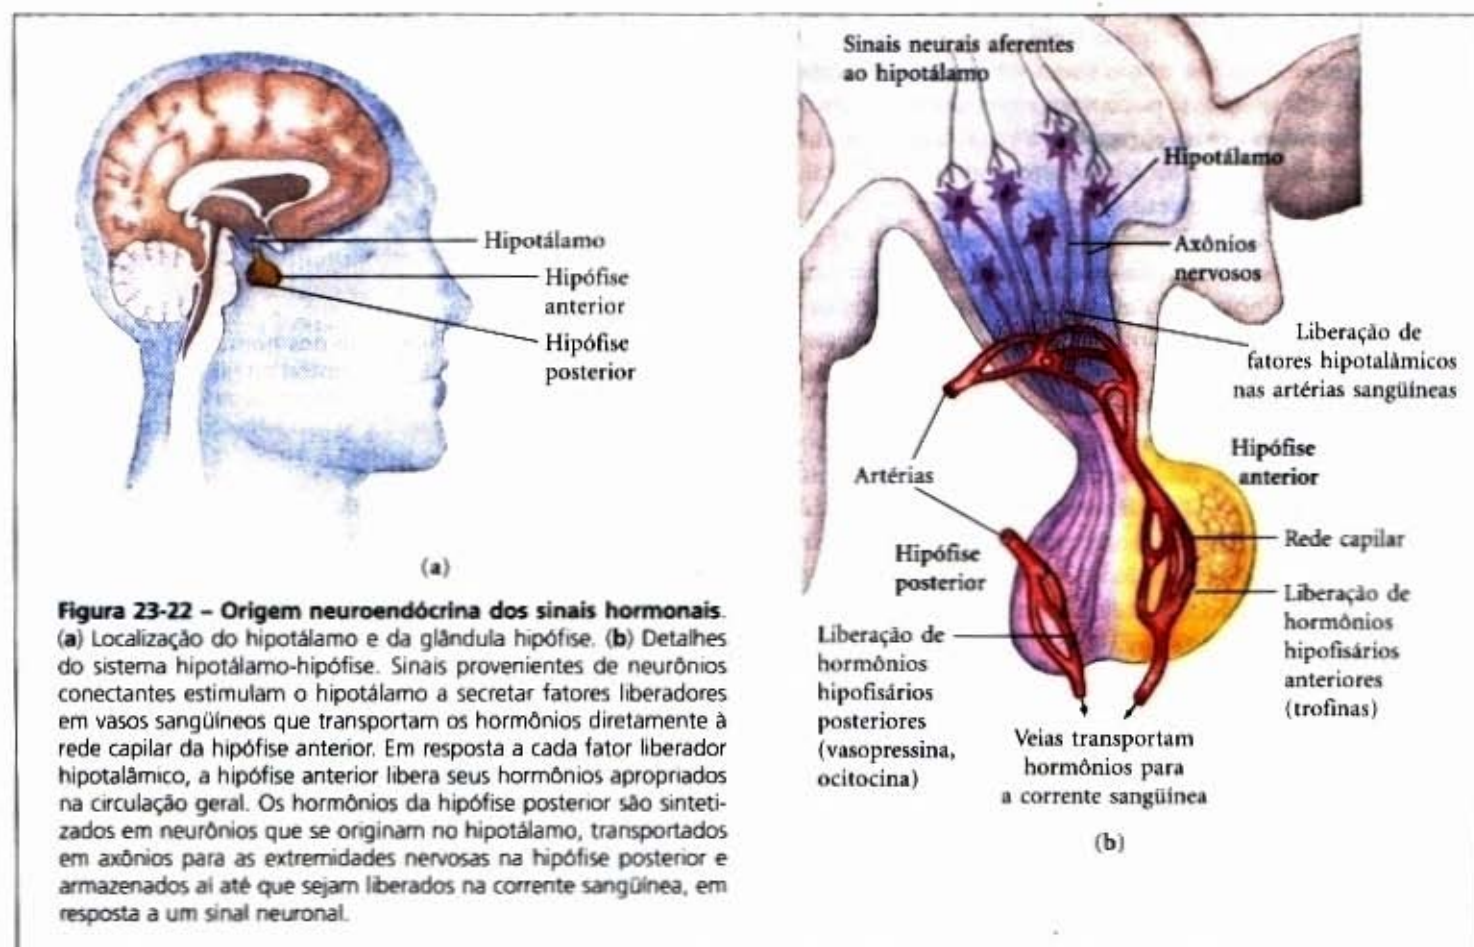 Hipotálamo
Hipófise
anterior
Hipófise
posterior
(a)
Figura 23-22 – Origem neuroendócrina dos sinais hormonais.
(a) Localização do hipotálamo e da glândula hipófise. (b) Detalhes
do sistema hipotálamo-hipófise. Sinais provenientes de neurônios
conectantes estimulam o hipotálamo a secretar fatores liberadores
em vasos sangüíneos que transportam os hormônios diretamente à
rede capilar da hipófise anterior. Em resposta a cada fator liberador
hipotalâmico, a hipófise anterior libera seus hormônios apropriados
na circulação geral. Os hormônios da hipófise posterior são sinteti-
zados em neurônios que se originam no hipotálamo, transportados
em axônios para as extremidades nervosas na hipófise posterior e
armazenados aí até que sejam liberados na corrente sangüínea, em
resposta a um sinal neuronal.
Sinais neurais aferentes
ao hipotálamo
Hipotálamo
Axônios
nervosos
Liberação de
fatores hipotalâmicos
nas artérias sangüíneas
Hipófise
anterior
Artérias
Rede capilar
Hipófise
posterior
Liberação de
hormônios
hipofisários
anteriores
(trofinas)
Liberação de
hormônios
hipofisários
posteriores
(vasopressina,
ocitocina)
Veias transportam
hormônios para
a corrente sangüínea
(b)